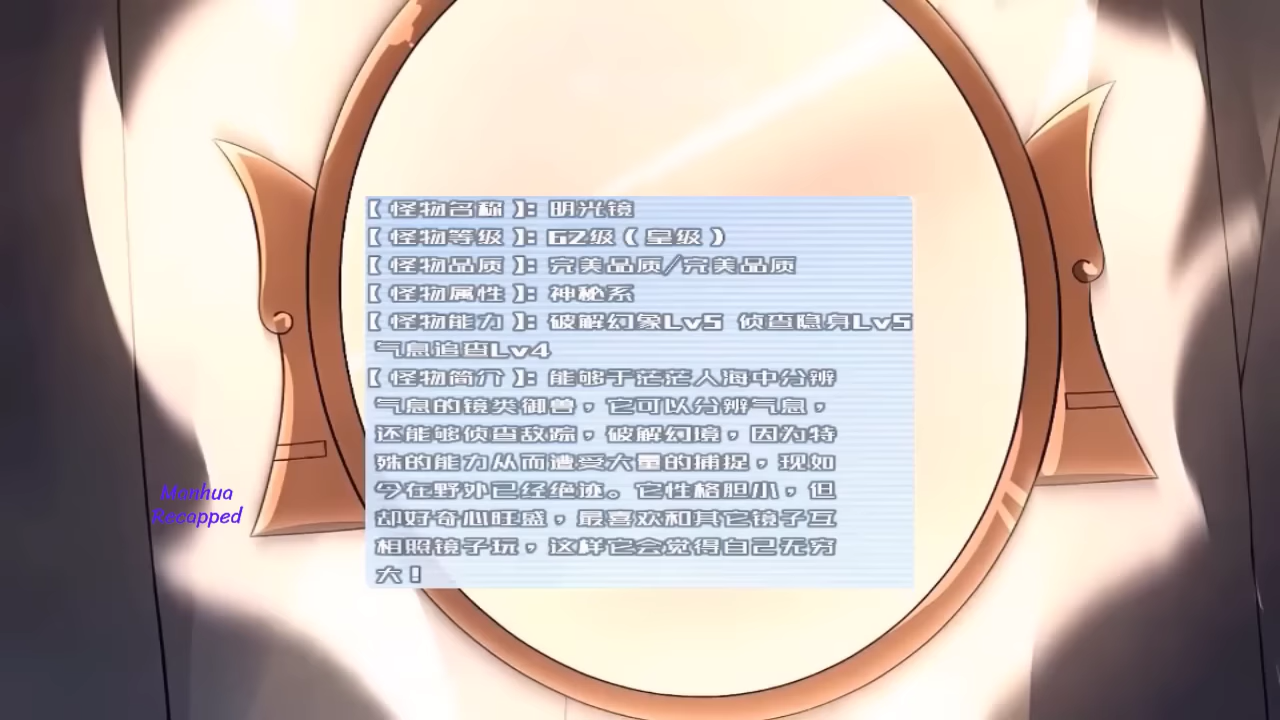 【怪物名称】：明光镜
【怪物等级】：G2级（皇级）
【怪物品质】：完美品质/完美品质
【怪物属性】：神秘系
【怪物能力】：破解幻象Lv5 侦查隐身Lv5
气息追查Lv4
【怪物简介】：能够于茫茫人海中分辨
气息的镜类御兽，它可以分辨气息，
还能够侦查敌踪，破解幻境，因为特
殊的能力从而遭受大量的捕捉，现如
今在野外已经绝迹。它性格胆小，但
却好奇心旺盛，最喜欢和其它镜子互
相照镜子玩，这样它会觉得自己无穷
大！
Manhua
Recapped